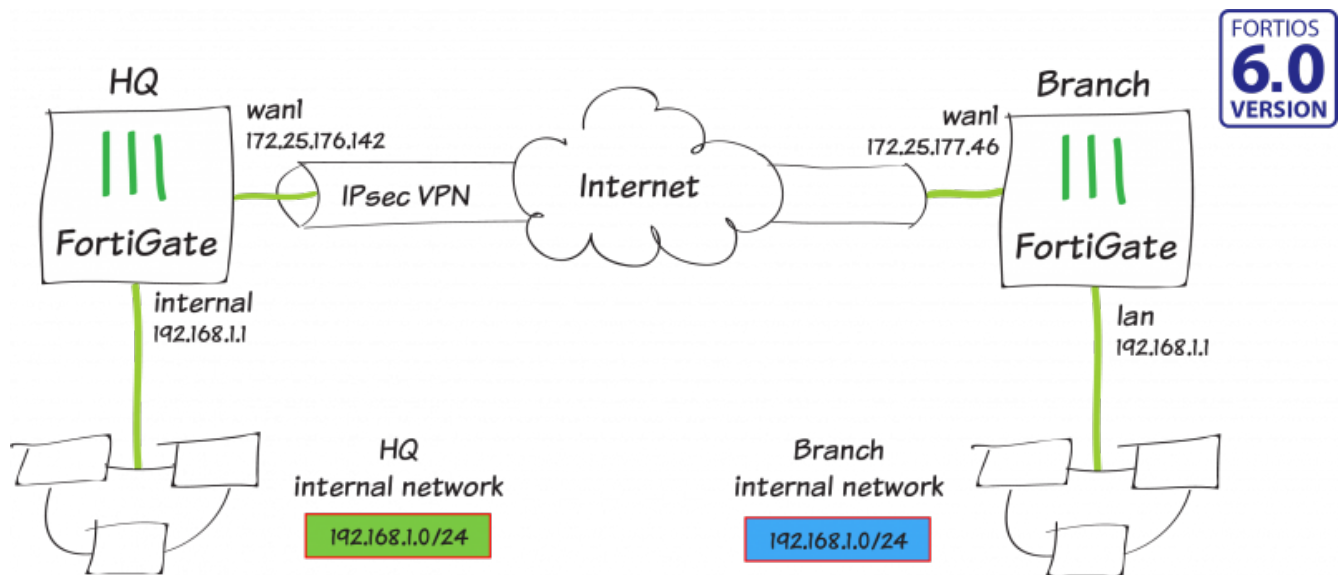 FORTIOS
6.0
VERSION
HQ
wan1
172.25.176.142
FortiGate
internal
192.168.1.1
IPsec VPN
Internet
Branch
wan1
172.25.177.46
FortiGate
lan
192.168.1.1
HQ
internal network
192.168.1.0/24
Branch
internal network
192.168.1.0/24